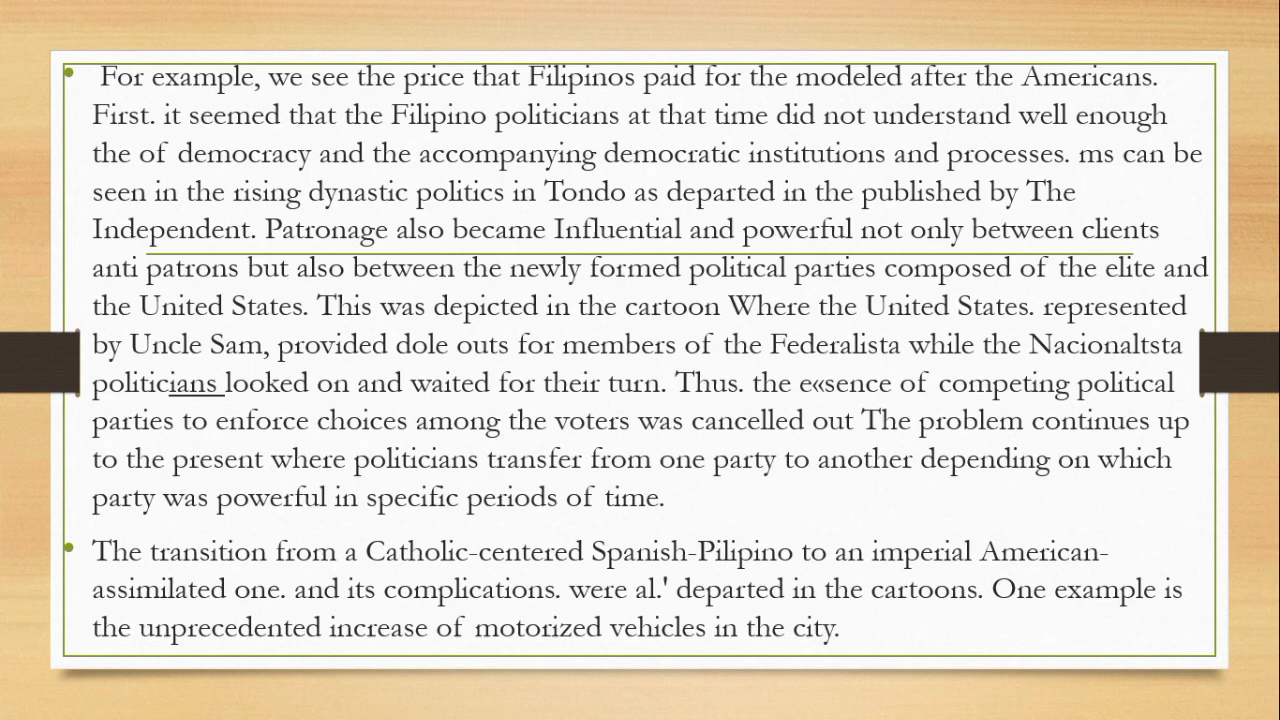 • For example, we see the price that Filipinos paid for the modeled after the Americans.
First. it seemed that the Filipino politicians at that time did not understand well enough
the of democracy and the accompanying democratic institutions and processes. ms can be
seen in the rising dynastic politics in Tondo as departed in the published by The
Independent. Patronage also became Influential and powerful not only between clients
anti patrons but also between the newly formed political parties composed of the elite and
the United States. This was depicted in the cartoon Where the United States. represented
by Uncle Sam, provided dole outs for members of the Federalista while the Nacionaltsta
politicians looked on and waited for their turn. Thus. the e«sence of competing political
parties to enforce choices among the voters was cancelled out The problem continues up
to the present where politicians transfer from one party to another depending on which
party was powerful in specific periods of time.
• The transition from a Catholic-centered Spanish-Pilipino to an imperial American-
assimilated one. and its complications. were al.' departed in the cartoons. One example is
the unprecedented increase of motorized vehicles in the city.